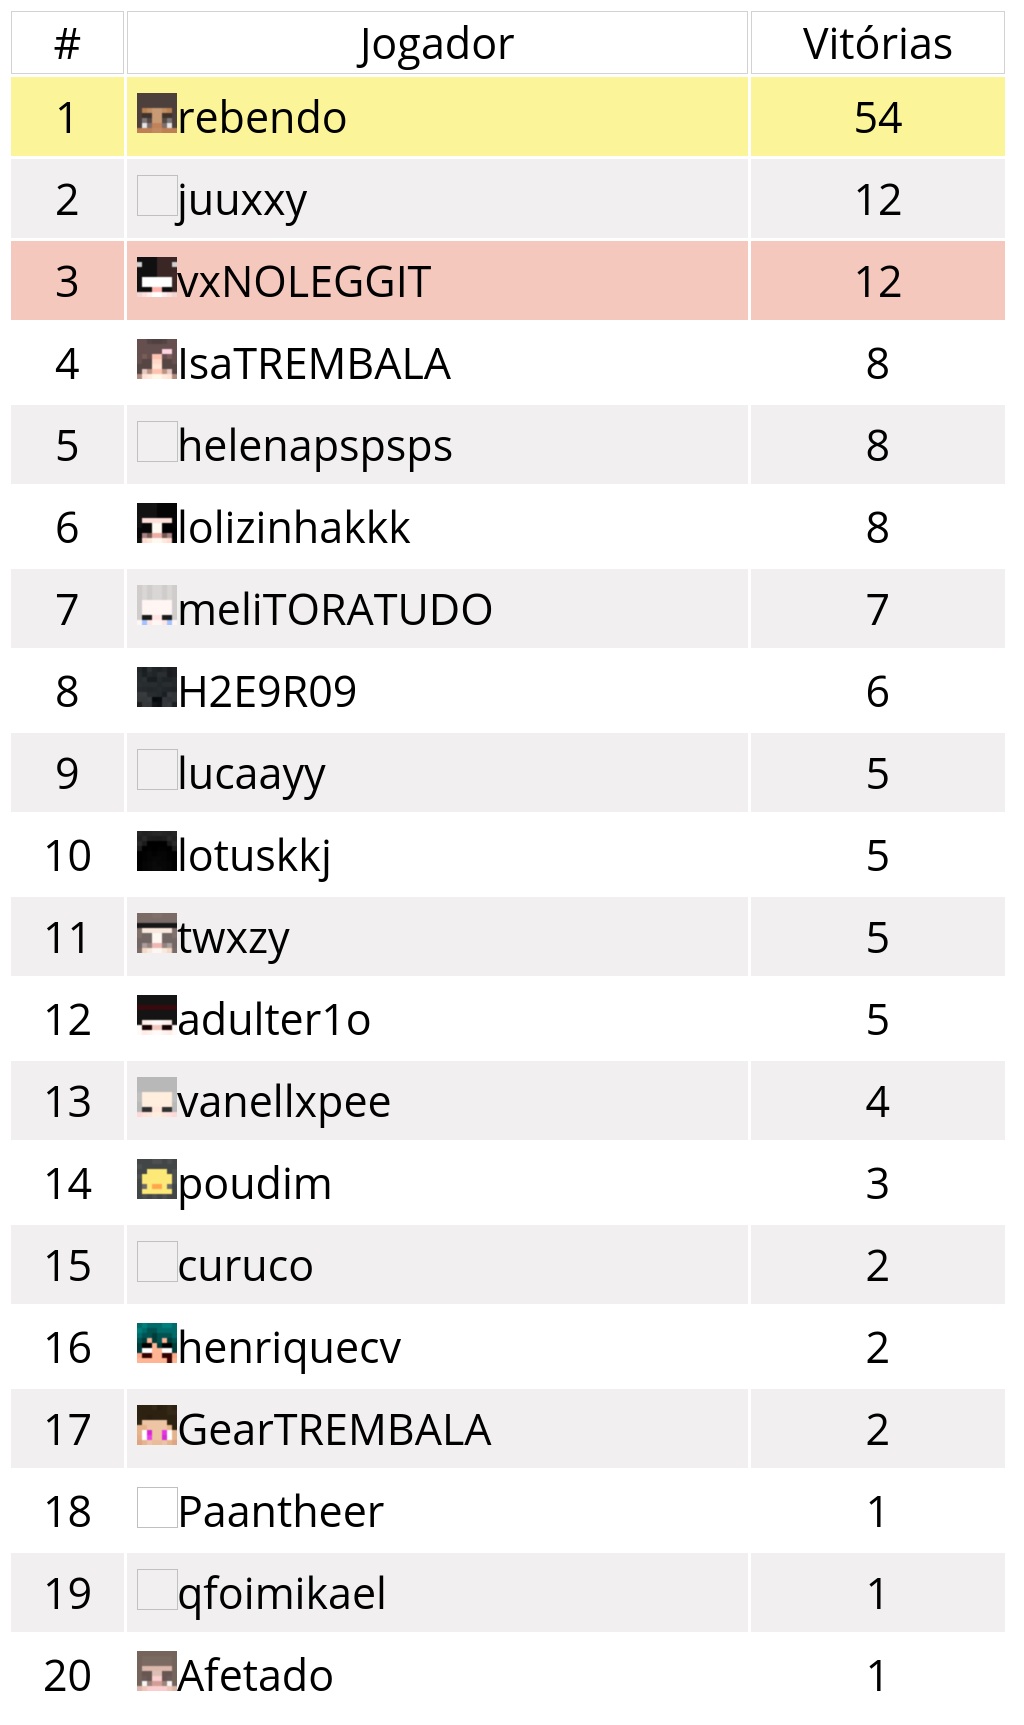 # Jogador Vitórias
1 rebendo 54
2 juuxxy 12
3 vxNOLEGGIT 12
4 IsaTREMBALA 8
5 helenapspsps 8
6 lolizinhakkk 8
7 meliTORATUDO 7
8 H2E9R09 6
9 lucaayy 5
10 lotuskkj 5
11 twxzy 5
12 adulter1o 5
13 vanellxpee 4
14 poudim 3
15 curuco 2
16 henriquecv 2
17 GearTREMBALA 2
18 Paantheer 1
19 qfoimikael 1
20 Afetado 1